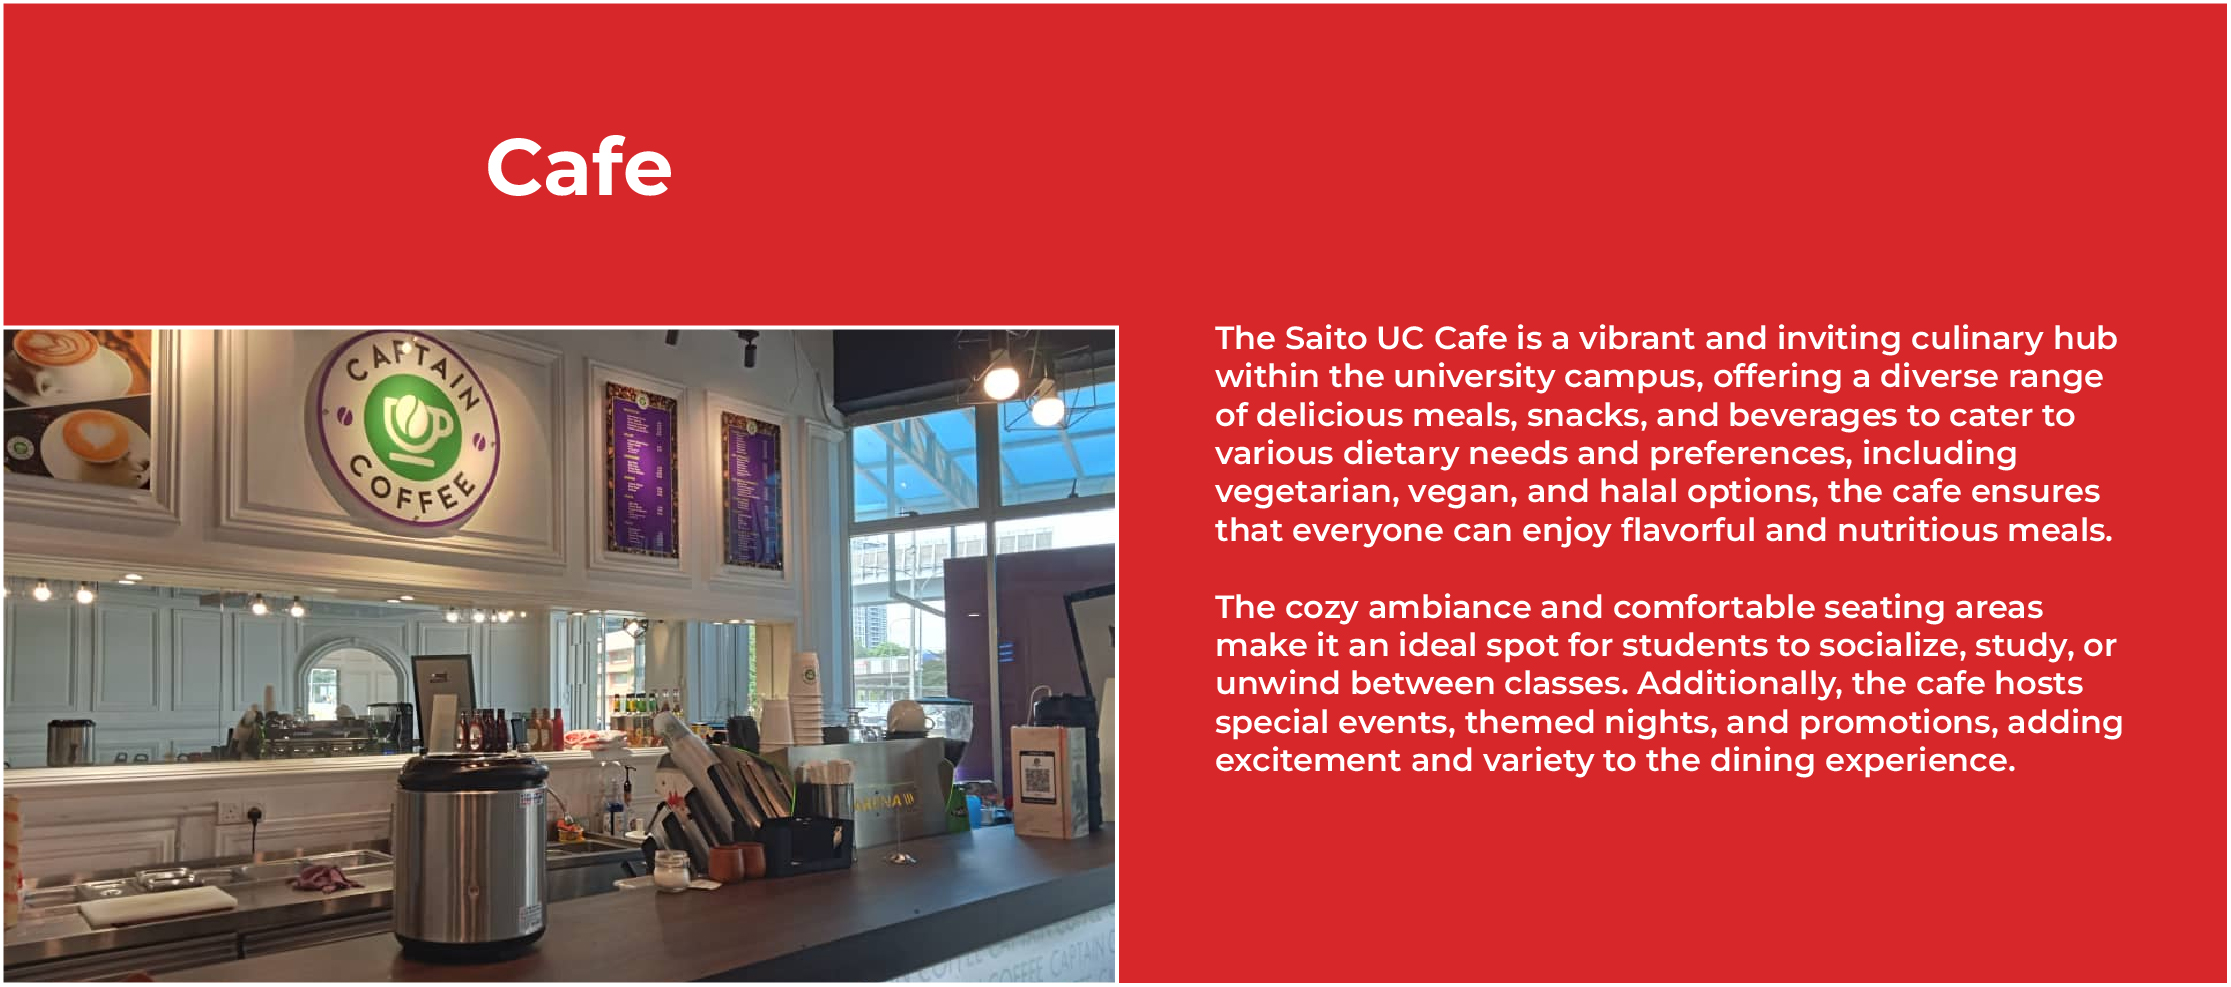 Cafe
CAPTAIN
COFFEE
The Saito UC Cafe is a vibrant and inviting culinary hub
within the university campus, offering a diverse range
of delicious meals, snacks, and beverages to cater to
various dietary needs and preferences, including
vegetarian, vegan, and halal options, the cafe ensures
that everyone can enjoy flavorful and nutritious meals.
The cozy ambiance and comfortable seating areas
make it an ideal spot for students to socialize, study, or
unwind between classes. Additionally, the cafe hosts
special events, themed nights, and promotions, adding
excitement and variety to the dining experience.
COFFEE CAPTAIN